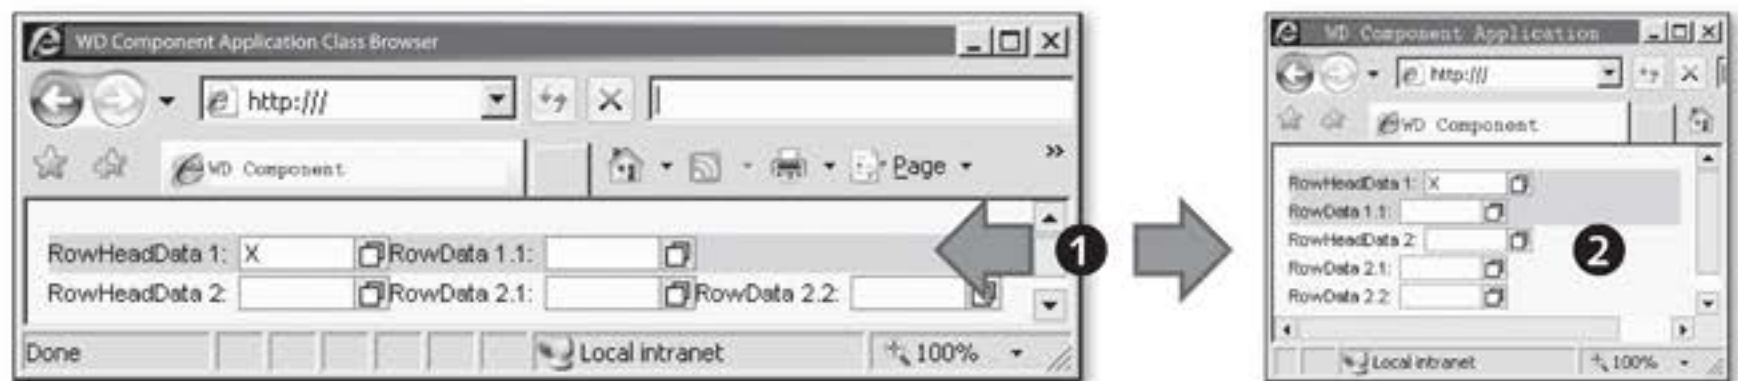 WD Component Application Class Browser
http:///
WD Component
Page
RowHeadData 1: X RowData 1.1:
RowHeadData 2: RowData 2.1: RowData 2.2:
Done Local intranet 100%
1
WD Component Application
http:///
WD Component
RowHeadData 1: X
RowData 1.1:
RowHeadData 2:
RowData 2.1:
RowData 2.2
2
Local intranet 100%